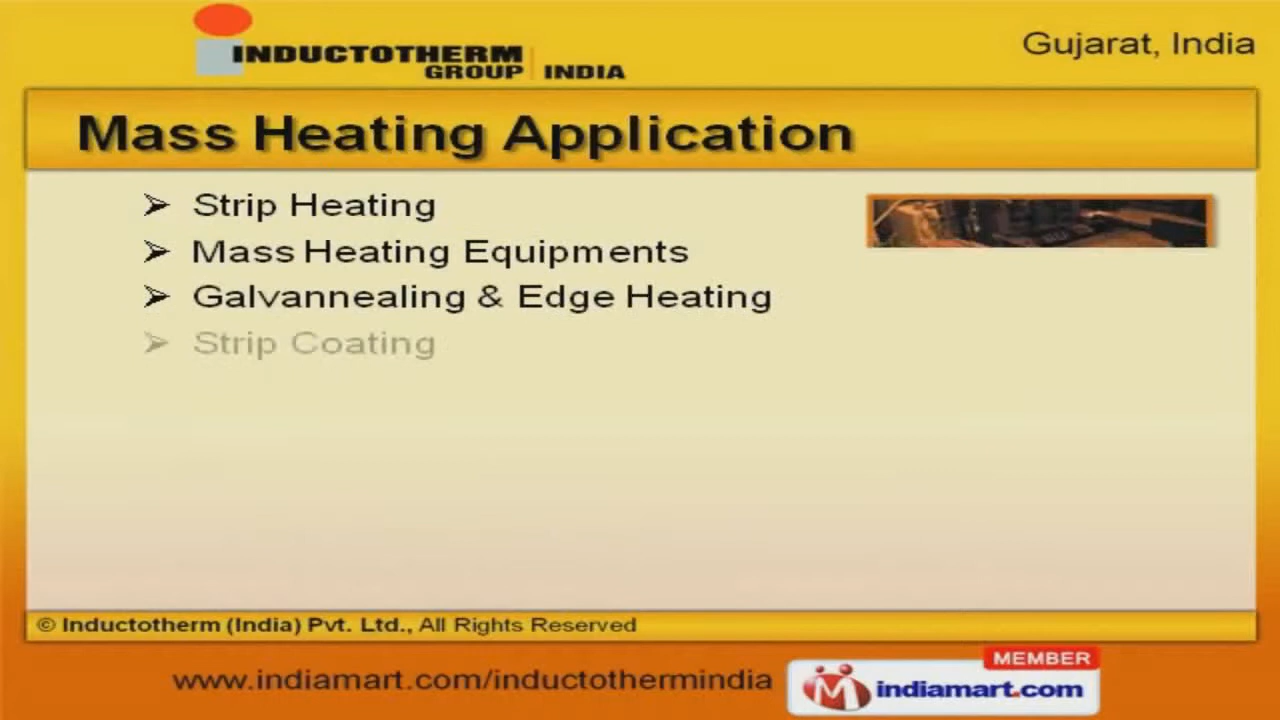 INDUCTOTHERM
GROUP INDIA
Gujarat, India
Mass Heating Application
➢ Strip Heating
➢ Mass Heating Equipments
➢ Galvannealing & Edge Heating
➢ Strip Coating
© Inductotherm (India) Pvt. Ltd., All Rights Reserved
www.indiamart.com/inductothermindia
MEMBER
indiamart.com